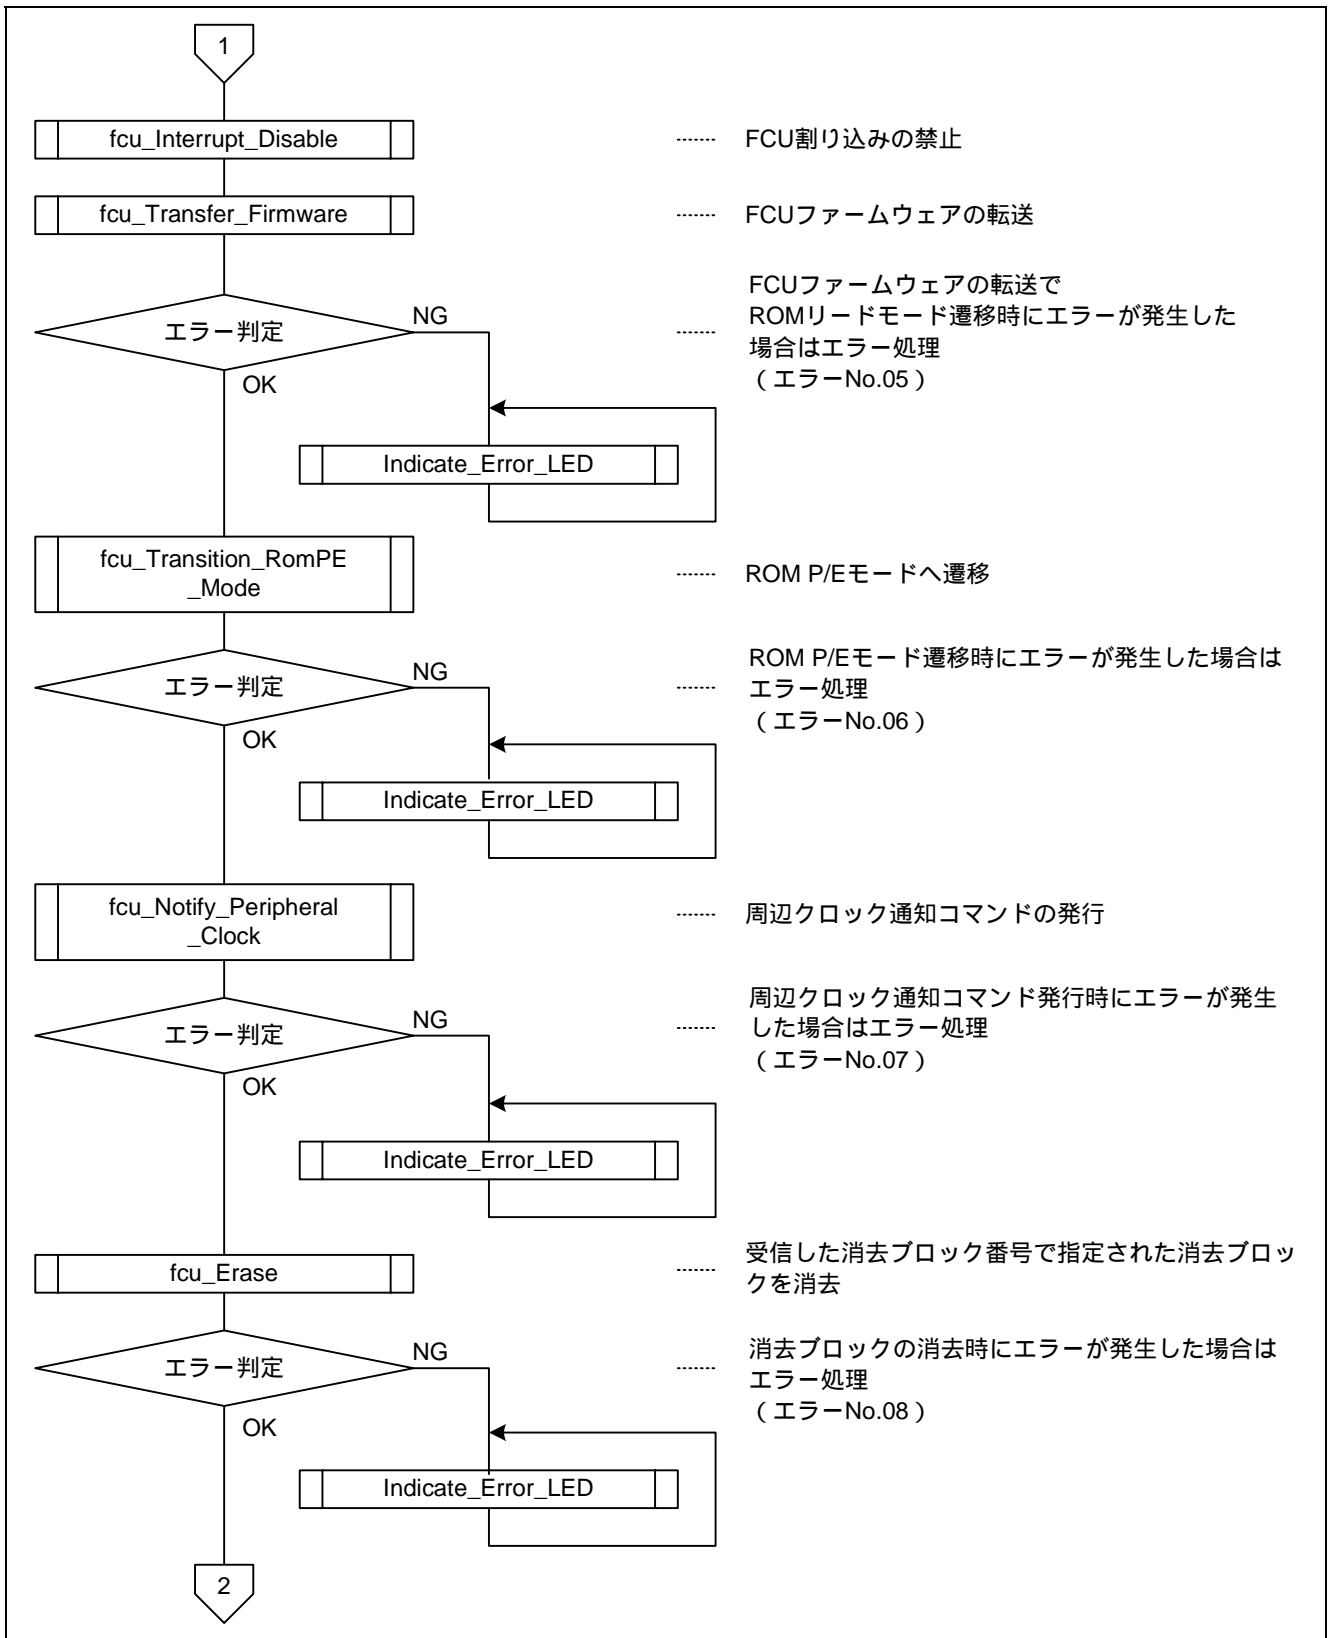 1
fcu_Interrupt_Disable
FCU割り込みの禁止
fcu_Transfer_Firmware
FCUファームウェアの転送
エラー判定
NG
OK
FCUファームウェアの転送で
ROMリードモード遷移時にエラーが発生した
場合はエラー処理
（エラーNo.05）
Indicate_Error_LED
fcu_Transition_RomPE
_Mode
ROM P/Eモードへ遷移
エラー判定
NG
OK
ROM P/Eモード遷移時にエラーが発生した場合は
エラー処理
（エラーNo.06）
Indicate_Error_LED
fcu_Notify_Peripheral
_Clock
周辺クロック通知コマンドの発行
エラー判定
NG
OK
周辺クロック通知コマンド発行時にエラーが発生
した場合はエラー処理
（エラーNo.07）
Indicate_Error_LED
fcu_Erase
受信した消去ブロック番号で指定された消去ブロッ
クを消去
エラー判定
NG
OK
消去ブロックの消去時にエラーが発生した場合は
エラー処理
（エラーNo.08）
Indicate_Error_LED
2